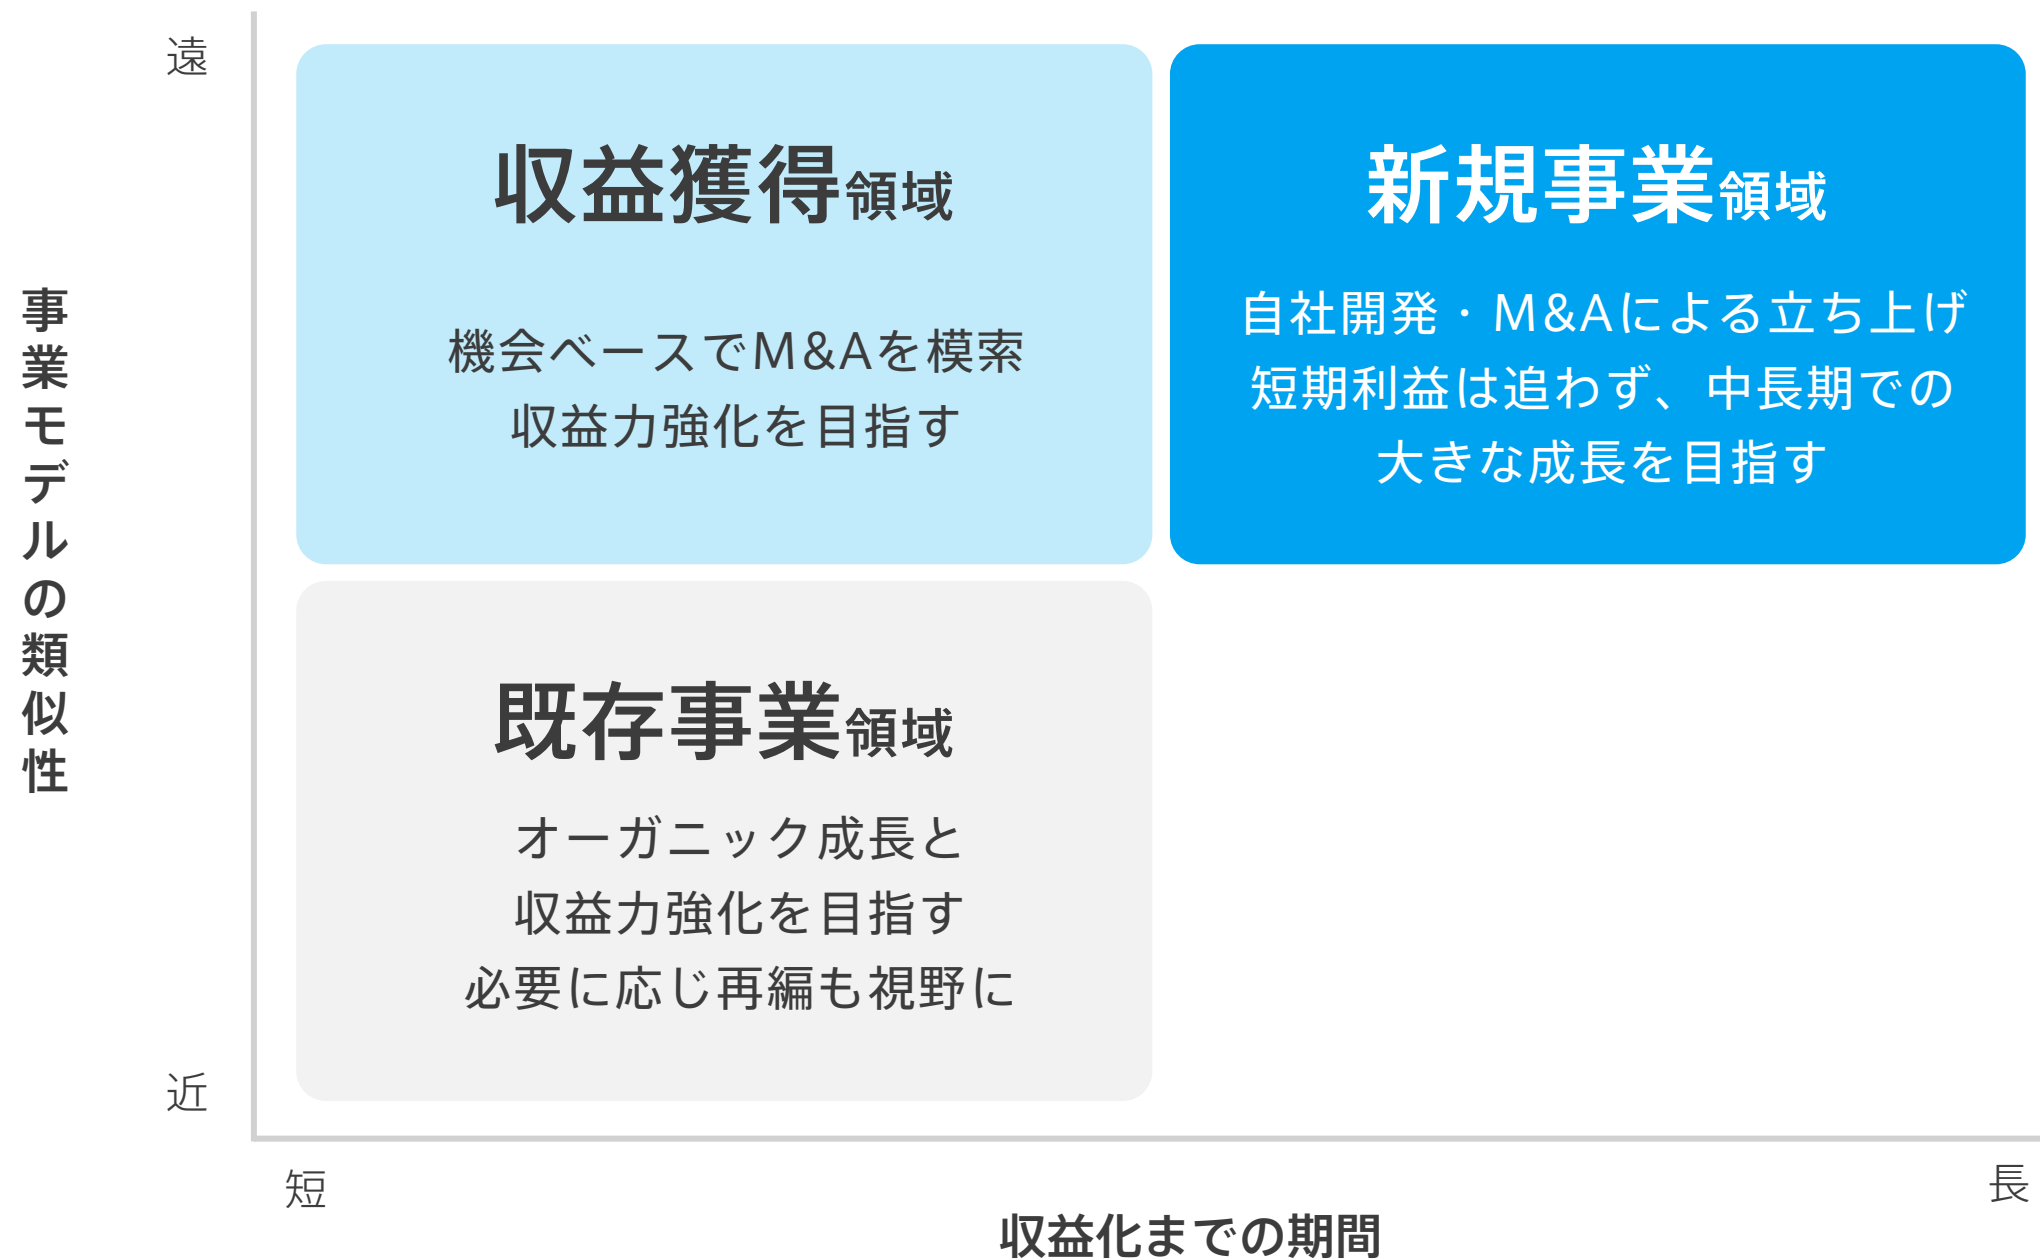 事業モデルの類似性
遠
近
収益獲得領域
機会ベースでM&Aを模索
収益力強化を目指す
新規事業領域
自社開発・M&Aによる立ち上げ
短期利益は追わず、中長期での
大きな成長を目指す
既存事業領域
オーガニック成長と
収益力強化を目指す
必要に応じ再編も視野に
短
長
収益化までの期間